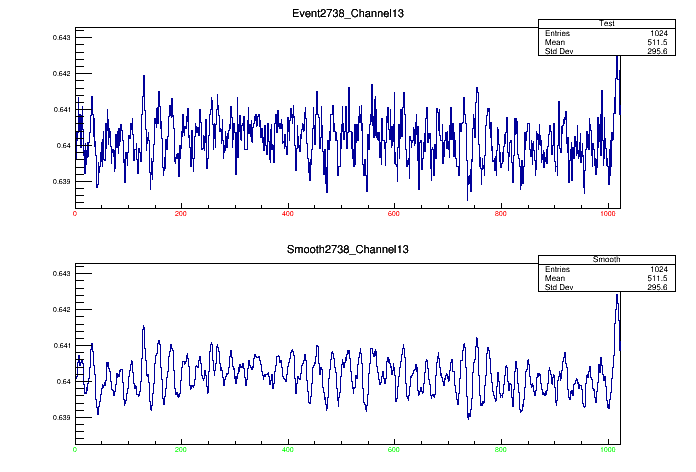 Event2738_Channel13
Test
Entries 1024
Mean 511.5
Std Dev 295.6
0.643
0.642
0.641
0.64
0.639
0 200 400 600 800 1000
Smooth2738_Channel13
Smooth
Entries 1024
Mean 511.5
Std Dev 295.6
0.643
0.642
0.641
0.64
0.639
0 200 400 600 800 1000